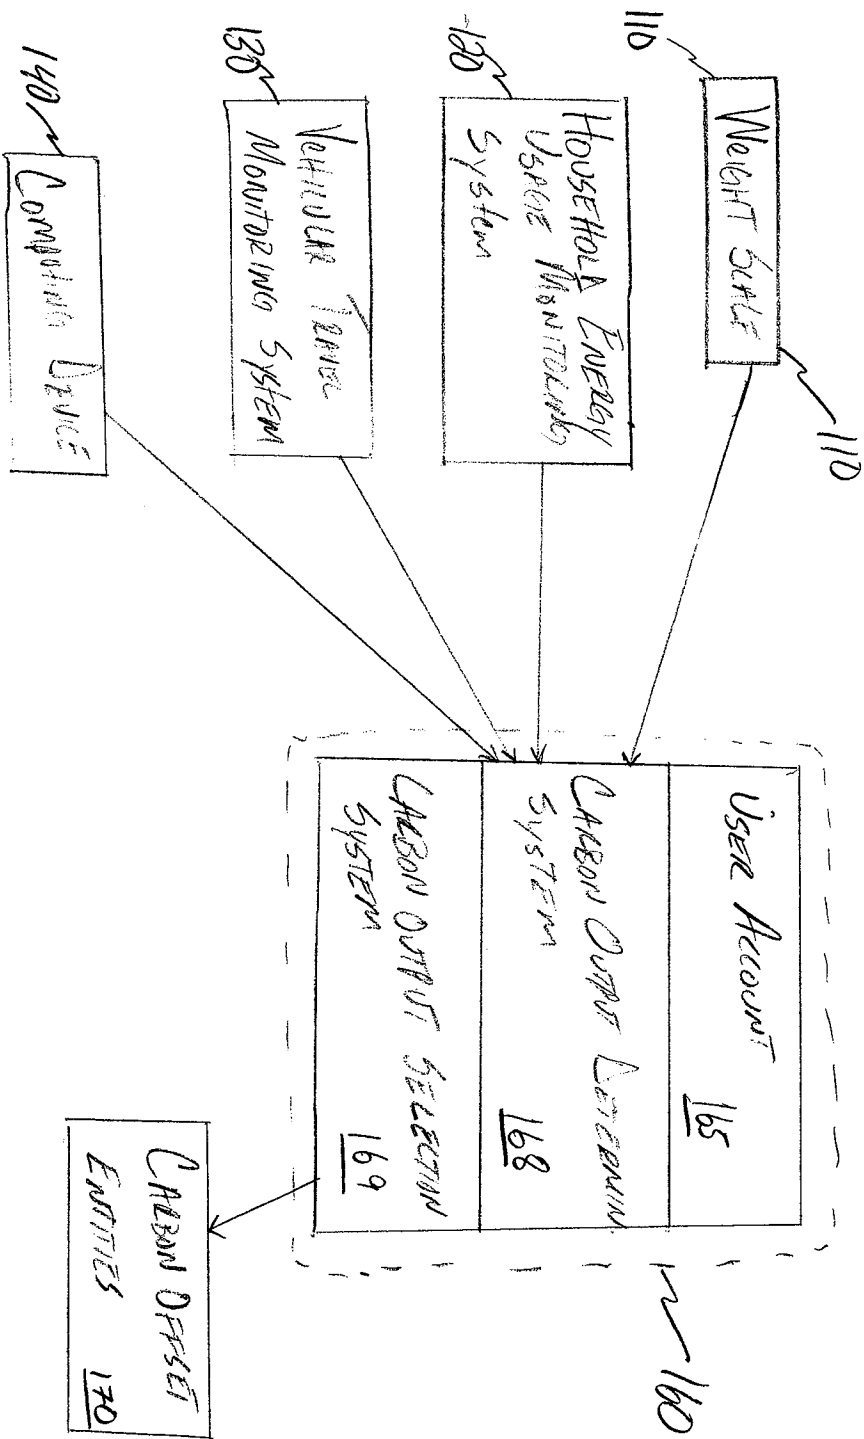 110
WEIGHT SCALE
110
120
HOUSEHOLD ENERGY
USAGE MONITORING
SYSTEM
130
VEHICULAR TRAVEL
MONITORING SYSTEM
140
COMPUTING DEVICE
160
USER ACCOUNT
165
CARBON OUTPUT DETERMIN
SYSTEM
168
CARBON OUTPUT SELECTION
SYSTEM
169
CARBON OFFSET
ENTITIES
170